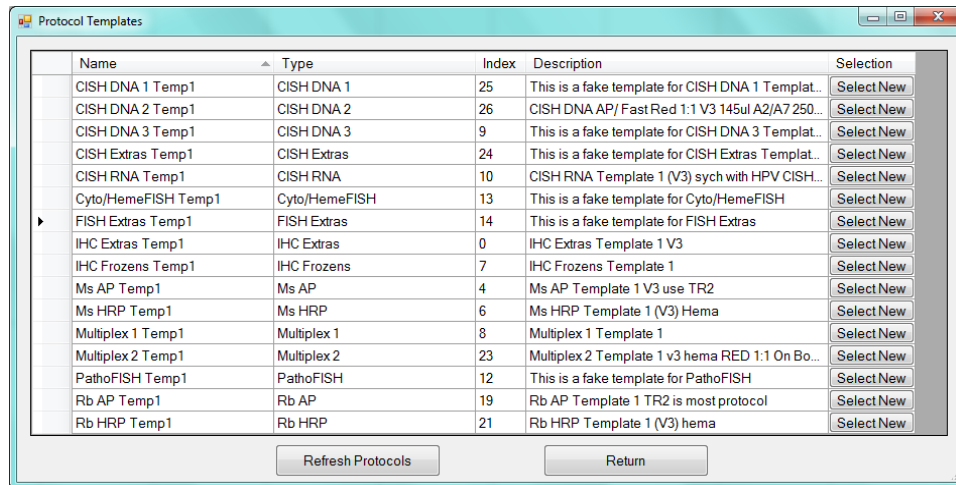 Protocol Templates
Name Type Index Description Selection
CISH DNA 1 Temp1 CISH DNA 1 25 This is a fake template for CISH DNA 1 Templat... Select New
CISH DNA 2 Temp1 CISH DNA 2 26 CISH DNA AP/ Fast Red 1:1 V3 145ul A2/A7 250... Select New
CISH DNA 3 Temp1 CISH DNA 3 9 This is a fake template for CISH DNA 3 Templat... Select New
CISH Extras Temp1 CISH Extras 24 This is a fake template for CISH Extras Templat... Select New
CISH RNA Temp1 CISH RNA 10 CISH RNA Template 1 (V3) sych with HPV CISH... Select New
Cyto/HemeFISH Temp1 Cyto/HemeFISH 13 This is a fake template for Cyto/HemeFISH Select New
FISH Extras Temp1 FISH Extras 14 This is a fake template for FISH Extras Select New
IHC Extras Temp1 IHC Extras 0 IHC Extras Template 1 V3 Select New
IHC Frozens Temp1 IHC Frozens 7 IHC Frozens Template 1 Select New
Ms AP Temp1 Ms AP 4 Ms AP Template 1 V3 use TR2 Select New
Ms HRP Temp1 Ms HRP 6 Ms HRP Template 1 (V3) Hema Select New
Multiplex 1 Temp1 Multiplex 1 8 Multiplex 1 Template 1 Select New
Multiplex 2 Temp1 Multiplex 2 23 Multiplex 2 Template 1 v3 hema RED 1:1 On Bo... Select New
PathoFISH Temp1 PathoFISH 12 This is a fake template for PathoFISH Select New
Rb AP Temp1 Rb AP 19 Rb AP Template 1 TR2 is most protocol Select New
Rb HRP Temp1 Rb HRP 21 Rb HRP Template 1 (V3) hema Select New
Refresh Protocols Return